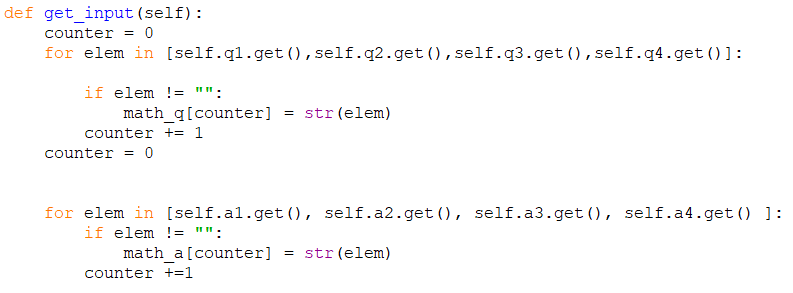 def get_input(self):
    counter = 0
    for elem in [self.q1.get(),self.q2.get(),self.q3.get(),self.q4.get()]:
        if elem != "":
            math_q[counter] = str(elem)
        counter += 1
    counter = 0
    for elem in [self.a1.get(), self.a2.get(), self.a3.get(), self.a4.get() ]:
        if elem != "":
            math_a[counter] = str(elem)
        counter +=1